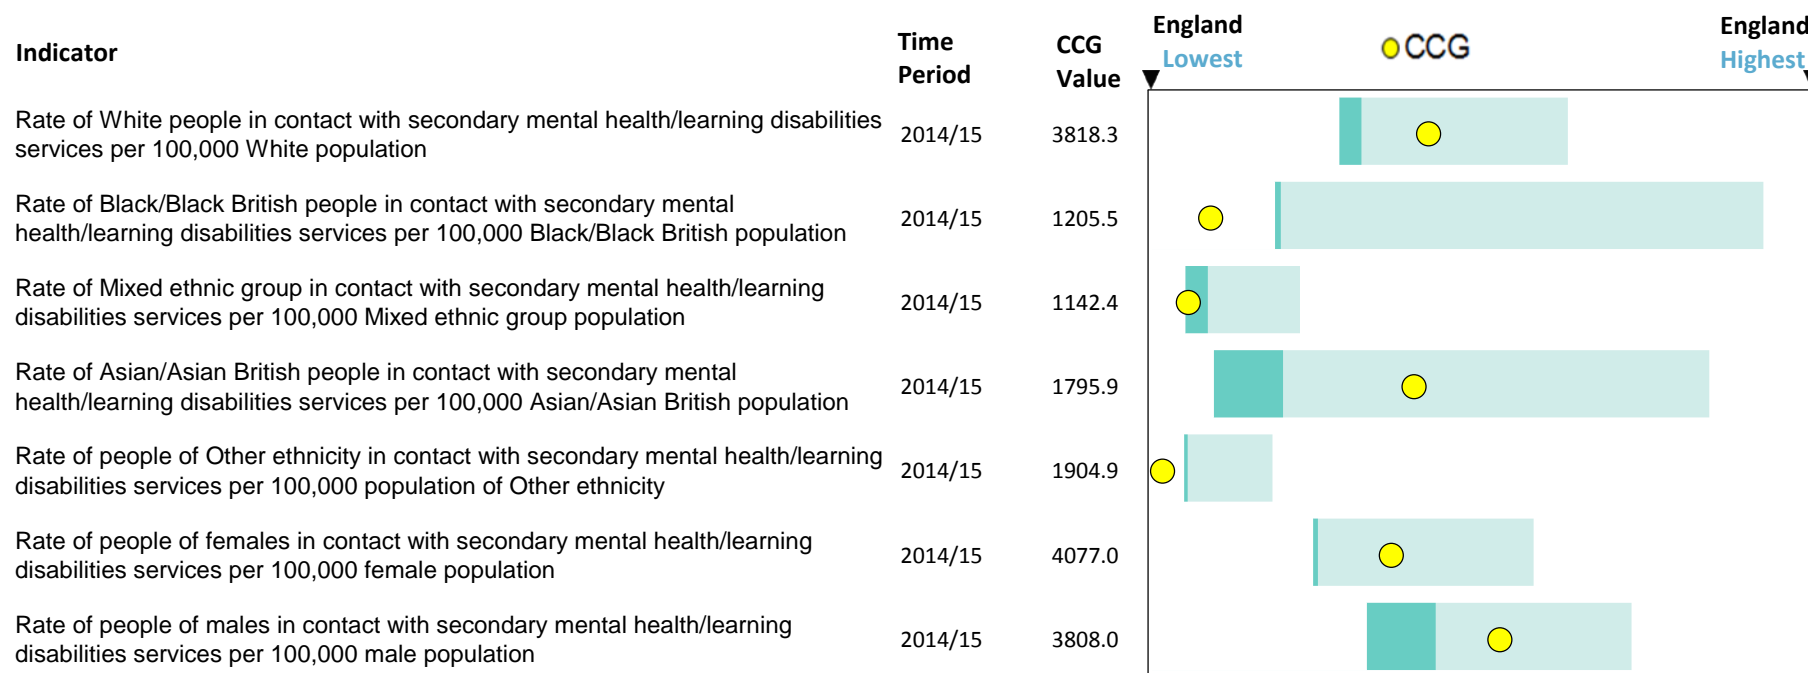 Indicator
Time
Period
CCG
Value
England
Lowest
CCG
England
Highest
Rate of White people in contact with secondary mental health/learning disabilities
services per 100,000 White population
2014/15
3818.3
Rate of Black/Black British people in contact with secondary mental
health/learning disabilities services per 100,000 Black/Black British population
2014/15
1205.5
Rate of Mixed ethnic group in contact with secondary mental health/learning
disabilities services per 100,000 Mixed ethnic group population
2014/15
1142.4
Rate of Asian/Asian British people in contact with secondary mental
health/learning disabilities services per 100,000 Asian/Asian British population
2014/15
1795.9
Rate of people of Other ethnicity in contact with secondary mental health/learning
disabilities services per 100,000 population of Other ethnicity
2014/15
1904.9
Rate of people of females in contact with secondary mental health/learning
disabilities services per 100,000 female population
2014/15
4077.0
Rate of people of males in contact with secondary mental health/learning
disabilities services per 100,000 male population
2014/15
3808.0